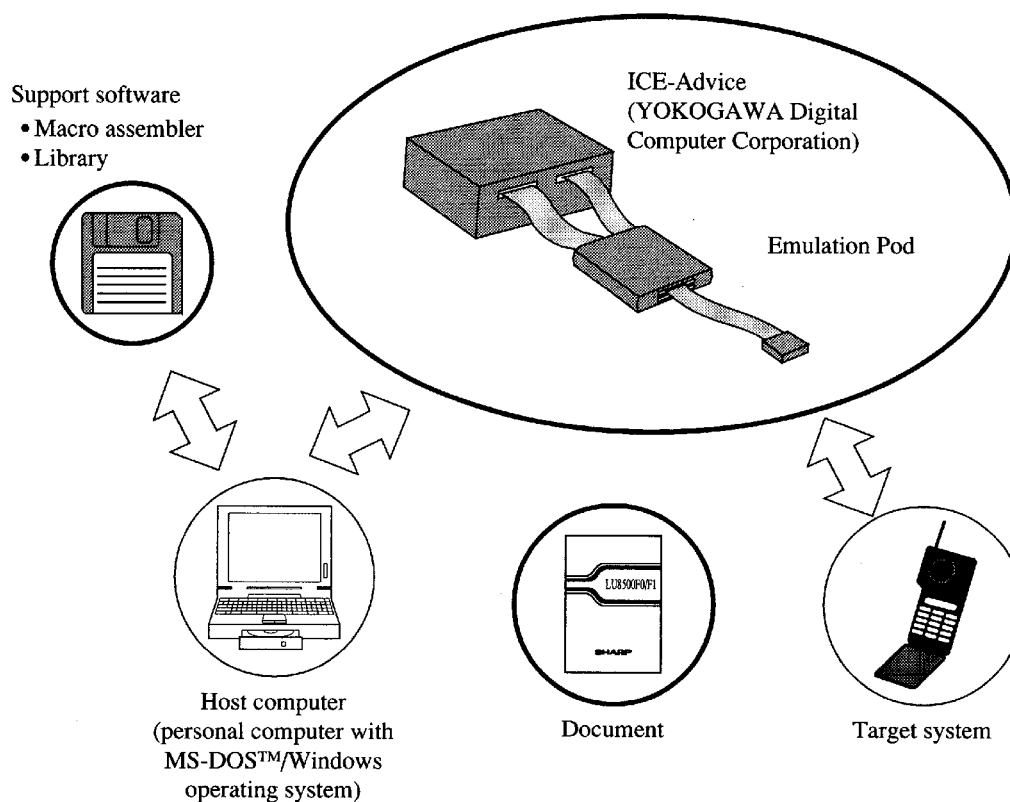 Support software
• Macro assembler
• Library
ICE-Advice
(YOKOGAWA Digital
Computer Corporation)
Emulation Pod
LU8500F0/F1
SHARP
Host computer
(personal computer with
MS-DOS™/Windows
operating system)
Document
Target system